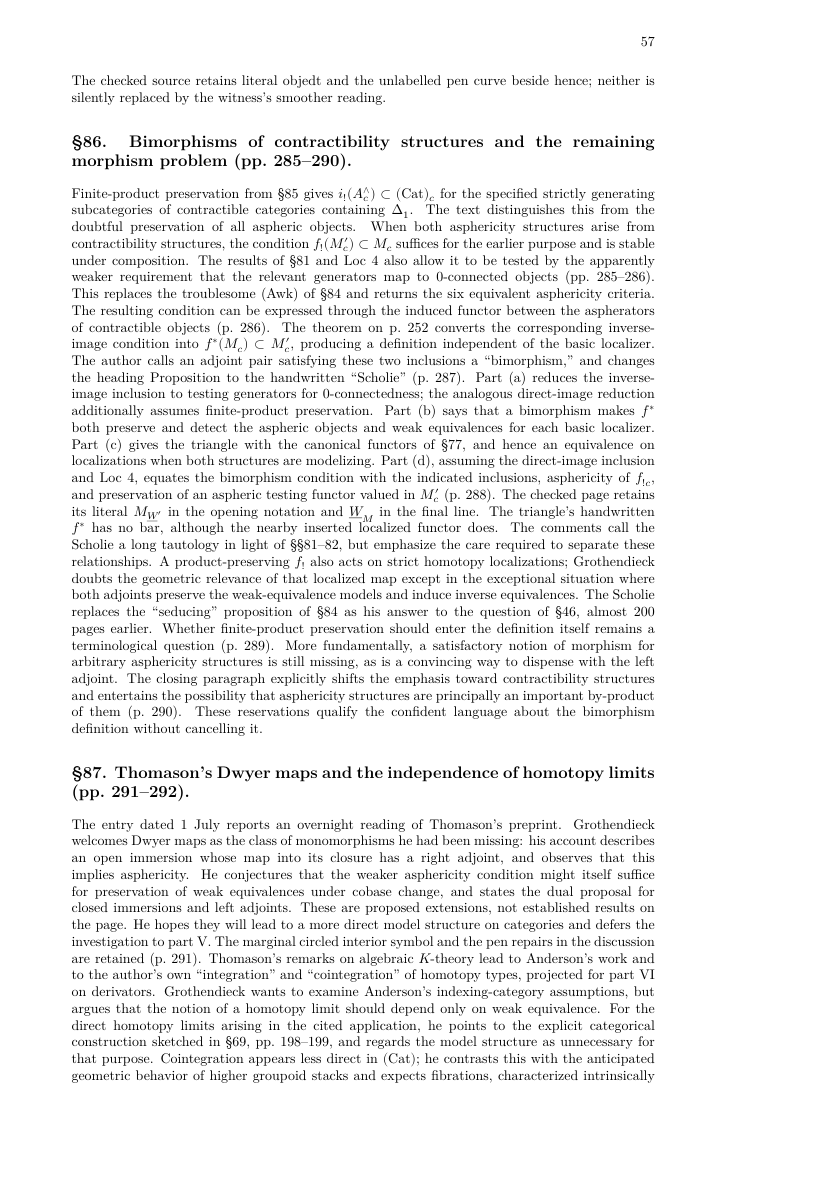 57
The checked source retains literal objedt and the unlabelled pen curve beside hence; neither is
silently replaced by the witness's smoother reading.
§86. Bimorphisms of contractibility structures and the remaining
morphism problem (pp. 285–290).
Finite-product preservation from §85 gives i_!(A_c^∧) ⊂ (Cat)_c for the specified strictly generating
subcategories of contractible categories containing Δ_1. The text distinguishes this from the
doubtful preservation of all aspheric objects. When both asphericity structures arise from
contractibility structures, the condition f_!(M′_c) ⊂ M_c suffices for the earlier purpose and is stable
under composition. The results of §81 and Loc 4 also allow it to be tested by the apparently
weaker requirement that the relevant generators map to 0-connected objects (pp. 285–286).
This replaces the troublesome (Awk) of §84 and returns the six equivalent asphericity criteria.
The resulting condition can be expressed through the induced functor between the aspherators
of contractible objects (p. 286). The theorem on p. 252 converts the corresponding inverse-
image condition into f*(M_c) ⊂ M′_c, producing a definition independent of the basic localizer.
The author calls an adjoint pair satisfying these two inclusions a “bimorphism,” and changes
the heading Proposition to the handwritten “Scholie” (p. 287). Part (a) reduces the inverse-
image inclusion to testing generators for 0-connectedness; the analogous direct-image reduction
additionally assumes finite-product preservation. Part (b) says that a bimorphism makes f*
both preserve and detect the aspheric objects and weak equivalences for each basic localizer.
Part (c) gives the triangle with the canonical functors of §77, and hence an equivalence on
localizations when both structures are modelizing. Part (d), assuming the direct-image inclusion
and Loc 4, equates the bimorphism condition with the indicated inclusions, asphericity of f_{!c},
and preservation of an aspheric testing functor valued in M′_c (p. 288). The checked page retains
its literal M_{W′} in the opening notation and W_M in the final line. The triangle's handwritten
f* has no bar, although the nearby inserted localized functor does. The comments call the
Scholie a long tautology in light of §§81–82, but emphasize the care required to separate these
relationships. A product-preserving f_! also acts on strict homotopy localizations; Grothendieck
doubts the geometric relevance of that localized map except in the exceptional situation where
both adjoints preserve the weak-equivalence models and induce inverse equivalences. The Scholie
replaces the “seducing” proposition of §84 as his answer to the question of §46, almost 200
pages earlier. Whether finite-product preservation should enter the definition itself remains a
terminological question (p. 289). More fundamentally, a satisfactory notion of morphism for
arbitrary asphericity structures is still missing, as is a convincing way to dispense with the left
adjoint. The closing paragraph explicitly shifts the emphasis toward contractibility structures
and entertains the possibility that asphericity structures are principally an important by-product
of them (p. 290). These reservations qualify the confident language about the bimorphism
definition without cancelling it.
§87. Thomason's Dwyer maps and the independence of homotopy limits
(pp. 291–292).
The entry dated 1 July reports an overnight reading of Thomason's preprint. Grothendieck
welcomes Dwyer maps as the class of monomorphisms he had been missing: his account describes
an open immersion whose map into its closure has a right adjoint, and observes that this
implies asphericity. He conjectures that the weaker asphericity condition might itself suffice
for preservation of weak equivalences under cobase change, and states the dual proposal for
closed immersions and left adjoints. These are proposed extensions, not established results on
the page. He hopes they will lead to a more direct model structure on categories and defers the
investigation to part V. The marginal circled interior symbol and the pen repairs in the discussion
are retained (p. 291). Thomason's remarks on algebraic K-theory lead to Anderson's work and
to the author's own “integration” and “cointegration” of homotopy types, projected for part VI
on derivators. Grothendieck wants to examine Anderson's indexing-category assumptions, but
argues that the notion of a homotopy limit should depend only on weak equivalence. For the
direct homotopy limits arising in the cited application, he points to the explicit categorical
construction sketched in §69, pp. 198–199, and regards the model structure as unnecessary for
that purpose. Cointegration appears less direct in (Cat); he contrasts this with the anticipated
geometric behavior of higher groupoid stacks and expects fibrations, characterized intrinsically